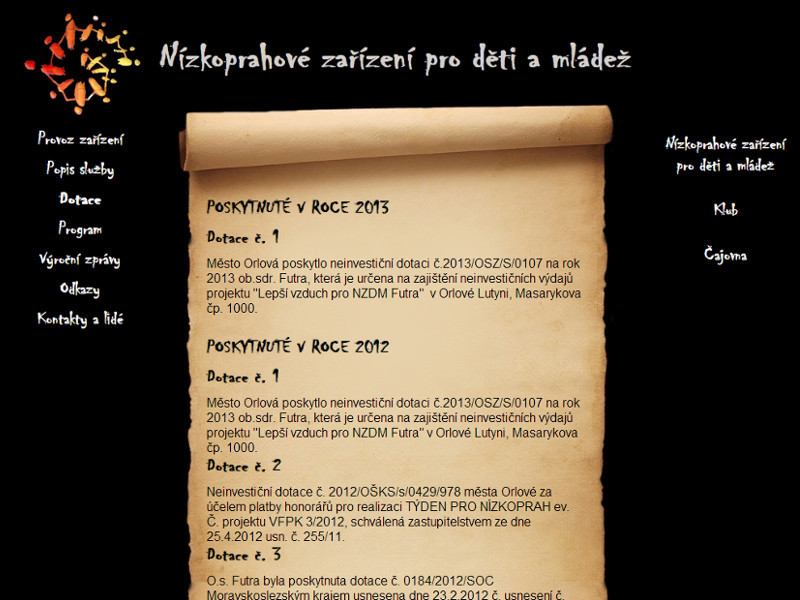 Nízkoprahové zařízení pro děti a mládež
Provoz zařízení
Popis služby
Dotace
Program
Výroční zprávy
Odkazy
Kontakty a lidé
POSKYTNUTÉ V ROCE 2013
Dotace č. 1
Město Orlová poskytlo neinvestiční dotaci č.2013/OSZ/S/0107 na rok
2013 ob.sdr. Futra, která je určena na zajištění neinvestičních výdajů
projektu "Lepší vzduch pro NZDM Futra" v Orlové Lutyni, Masarykova
čp. 1000.
POSKYTNUTÉ V ROCE 2012
Dotace č. 1
Město Orlová poskytlo neinvestiční dotaci č.2013/OSZ/S/0107 na rok
2013 ob.sdr. Futra, která je určena na zajištění neinvestičních výdajů
projektu "Lepší vzduch pro NZDM Futra" v Orlové Lutyni, Masarykova
čp. 1000.
Dotace č. 2
Neinvestiční dotace č. 2012/OŠKS/s/0429/978 města Orlové za
účelem platby honorářů pro realizaci TÝDEN PRO NÍZKOPRAH ev.
Č. projektu VFPK 3/2012, schválená zastupitelstvem ze dne
25.4.2012 usn. č. 255/11.
Dotace č. 3
O.s. Futra byla poskytnuta dotace č. 0184/2012/SOC
Moravskoslezským krajem usnesena dne 23.2.2012 č. usnesení č.
Nízkoprahové zařízení
pro děti a mládež
Klub
Čajovna